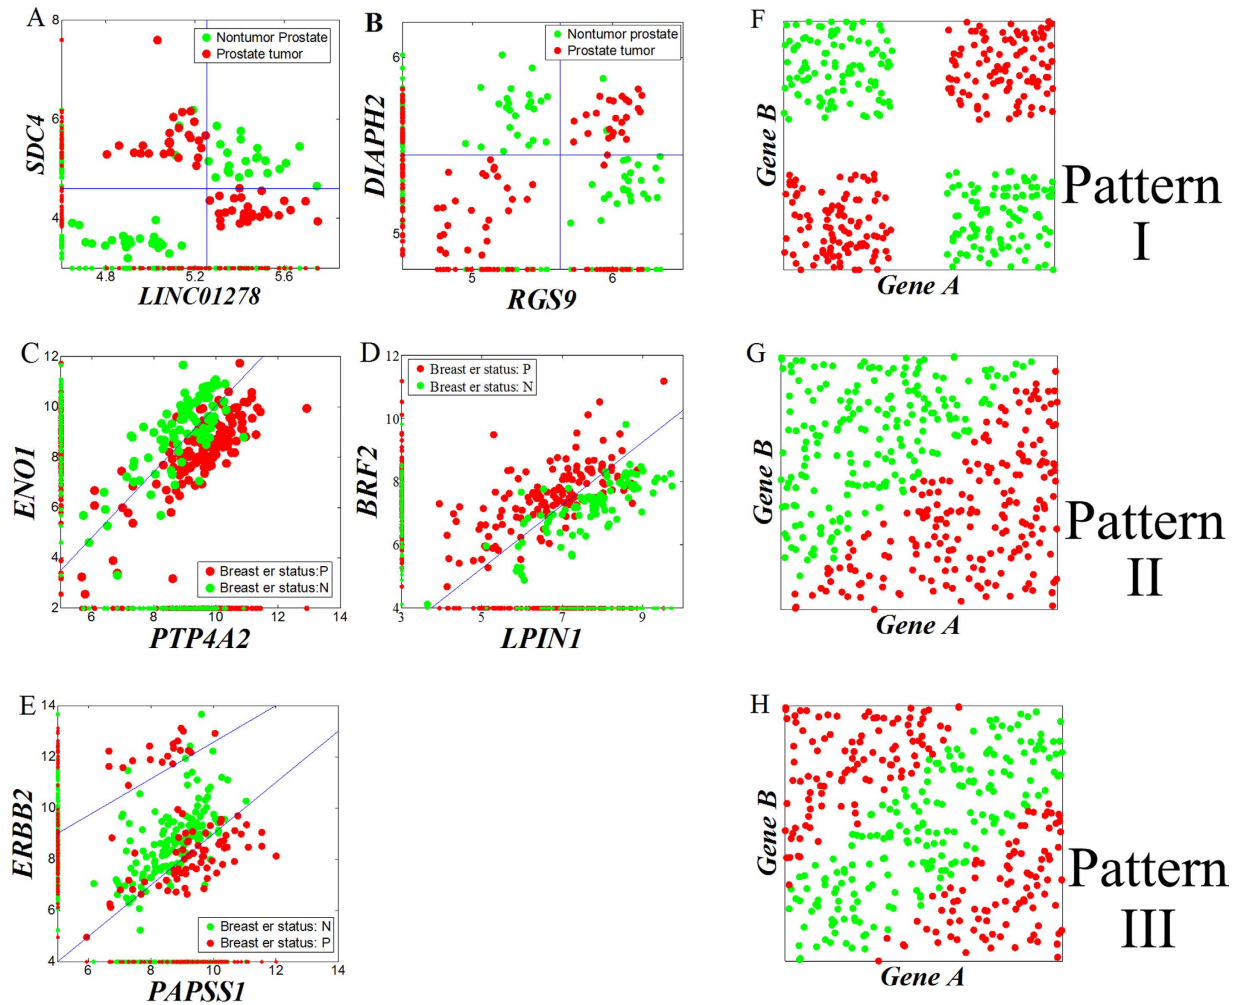 A
8
6
4
SDC4
Nontumor Prostate
Prostate tumor
4.8
5.2
5.6
LINC01278
B
6
5
DIAPH2
Nontumor prostate
Prostate tumor
5
6
RGS9
F
Gene B
Gene A
Pattern
I
C
12
10
8
6
4
2
ENO1
Breast er status:P
Breast er status:N
6
8
10
12
14
PTP4A2
D
12
10
8
6
4
BRF2
Breast er status: P
Breast er status: N
3
5
7
9
LPIN1
G
Gene B
Gene A
Pattern
II
E
14
12
10
8
6
4
ERBB2
Breast er status: N
Breast er status: P
6
8
10
12
14
PAPSS1
H
Gene B
Gene A
Pattern
III